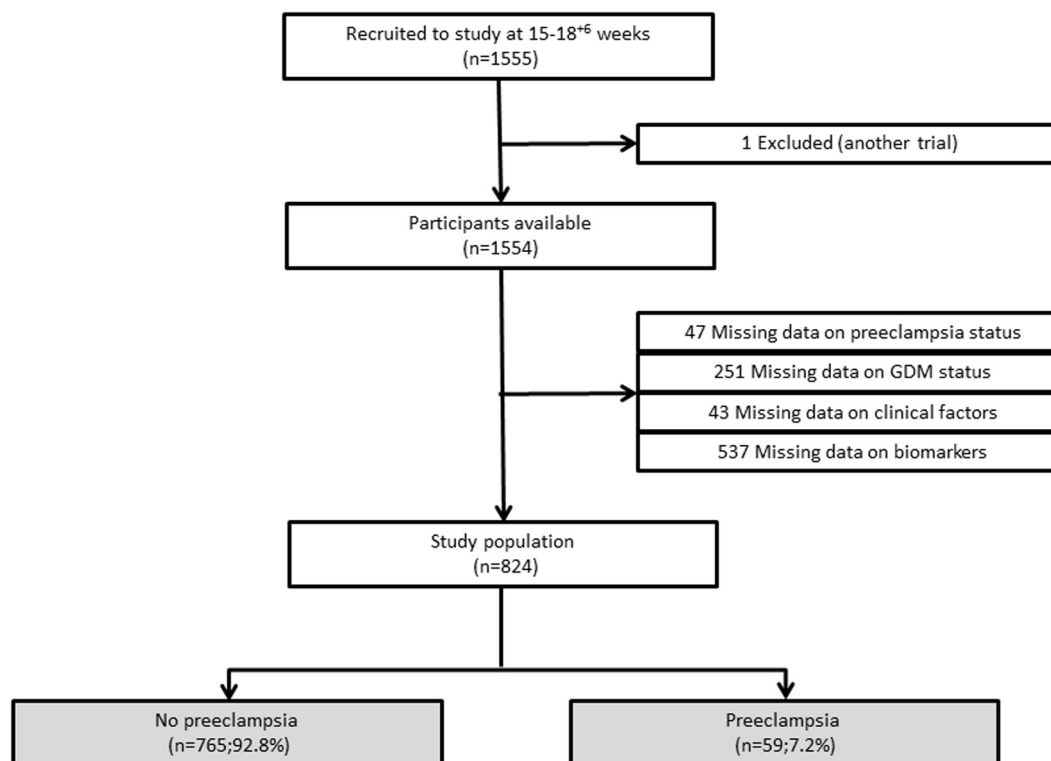 Recruited to study at 15-18⁺⁶ weeks
(n=1555)
1 Excluded (another trial)
Participants available
(n=1554)
47 Missing data on preeclampsia status
251 Missing data on GDM status
43 Missing data on clinical factors
537 Missing data on biomarkers
Study population
(n=824)
No preeclampsia
(n=765;92.8%)
Preeclampsia
(n=59;7.2%)